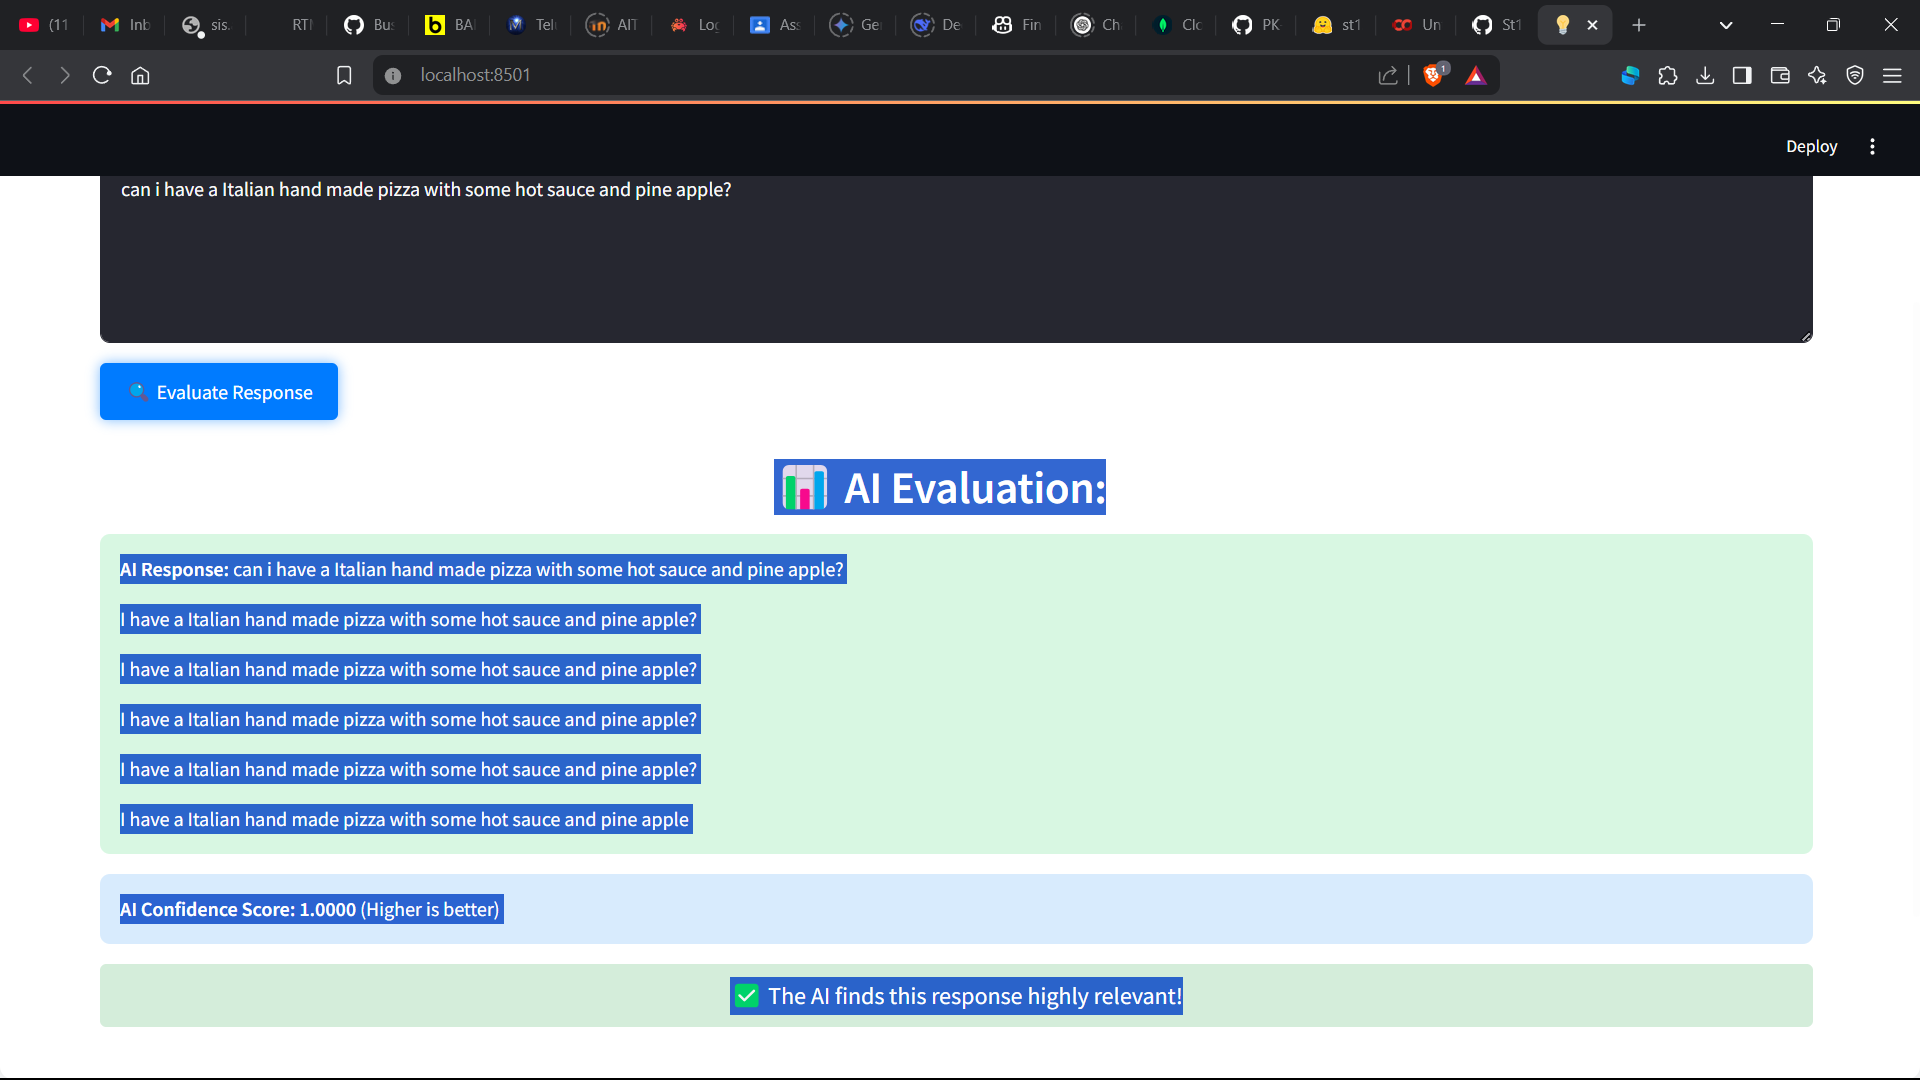 (11
Inb
sis.
RTI
Bus
BA
Tel
AIT
Log
Ass
Ge
De
Fin
Ch
Clo
PK
st1
Un
St1
localhost:8501
1
Deploy
can i have a Italian hand made pizza with some hot sauce and pine apple?
🔍 Evaluate Response
📊 AI Evaluation:
AI Response: can i have a Italian hand made pizza with some hot sauce and pine apple?
I have a Italian hand made pizza with some hot sauce and pine apple?
I have a Italian hand made pizza with some hot sauce and pine apple?
I have a Italian hand made pizza with some hot sauce and pine apple?
I have a Italian hand made pizza with some hot sauce and pine apple?
I have a Italian hand made pizza with some hot sauce and pine apple
AI Confidence Score: 1.0000 (Higher is better)
✅ The AI finds this response highly relevant!